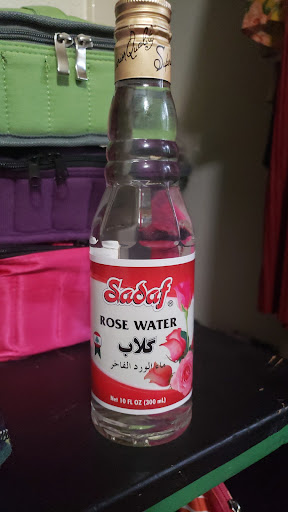 Sadaf®
ROSE WATER
گلاب
ماء الورد الفاخر
Net 10 FL OZ (300 mL)